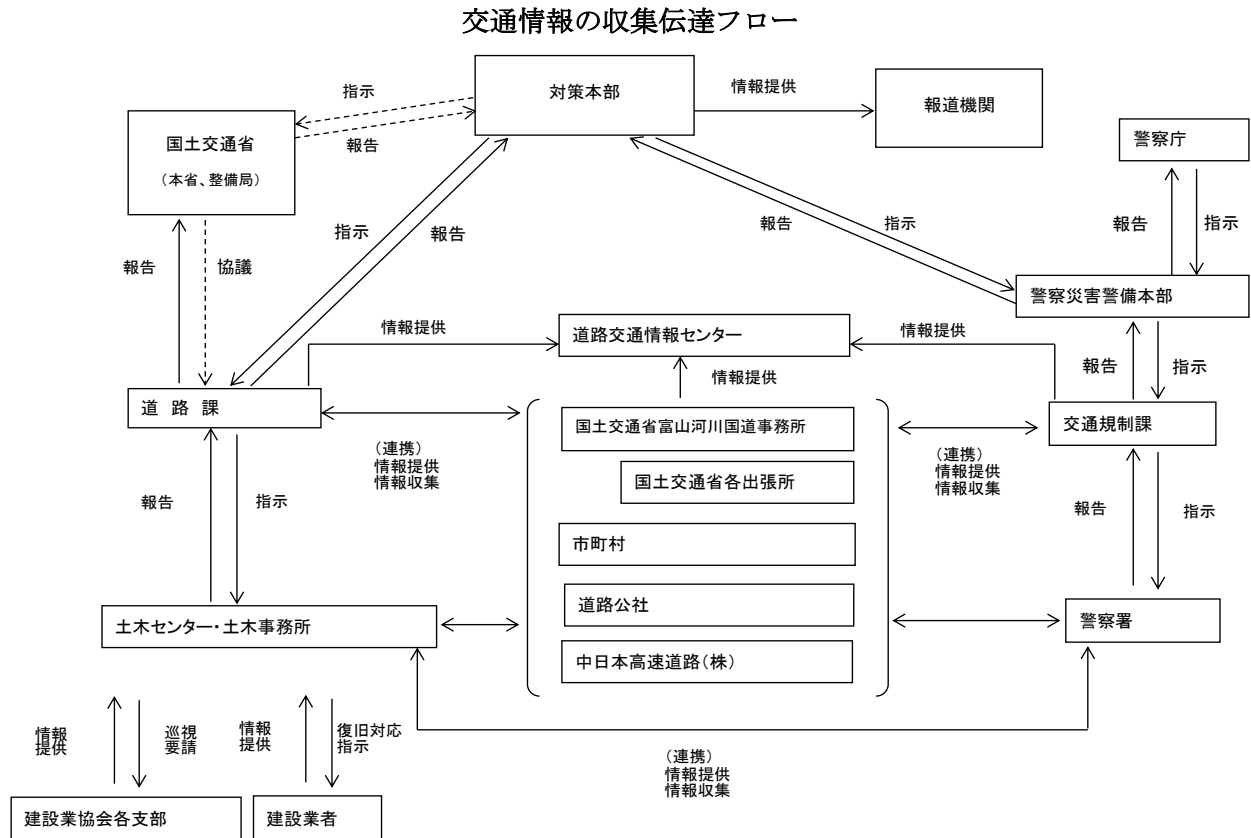 交通情報の収集伝達フロー
対策本部
情報提供
報道機関
指示
報告
国土交通省
（本省、整備局）
警察庁
報告
指示
指示
報告
報告
指示
報告
協議
警察災害警備本部
情報提供
道路交通情報センター
情報提供
情報提供
報告
指示
道 路 課
国土交通省富山河川国道事務所
交通規制課
（連携）
情報提供
情報収集
（連携）
情報提供
情報収集
国土交通省各出張所
報告
指示
報告
指示
市町村
道路公社
土木センター・土木事務所
警察署
中日本高速道路（株）
情報
提供
巡視
要請
情報
提供
復旧対応
指示
（連携）
情報提供
情報収集
建設業協会各支部
建設業者